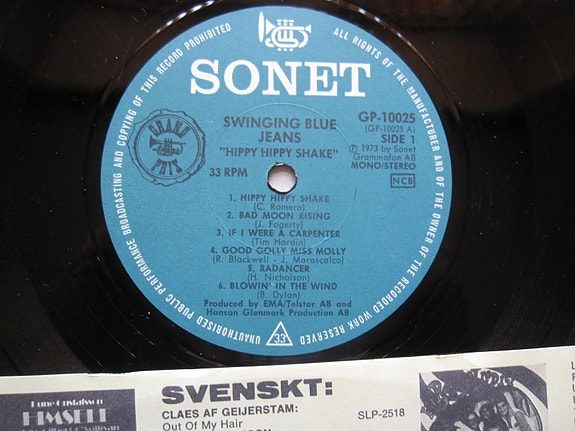 UNAUTHORISED PUBLIC PERFORMANCE BROADCASTING AND COPYING OF THIS RECORD PROHIBITED
ALL RIGHTS OF THE MANUFACTURER AND OF THE OWNER OF THE RECORDED WORK RESERVED
SONET
GRAND
PRIX
SWINGING BLUE
JEANS
"HIPPY HIPPY SHAKE"
33 RPM
GP-10025
(GP-10025 A)
SIDE 1
Ⓟ 1973 by Sonet
Grammofon AB
MONO/STEREO
NCB
1. HIPPY HIPPY SHAKE
(C. Romero)
2. BAD MOON RISING
(J. Fogerty)
3. IF I WERE A CARPENTER
(Tim Hardin)
4. GOOD GOLLY MISS MOLLY
(R. Blackwell - J. Marascalco)
5. RADANCER
(H. Nicholson)
6. BLOWIN' IN THE WIND
(B. Dylan)
Produced by EMA/Telstar AB and
Hanson Glenmark Production AB
33
Rune Gustafsson
HIMSELF
SVENSKT:
CLAES AF GEIJERSTAM:
Out Of My Hair
SLP-2518